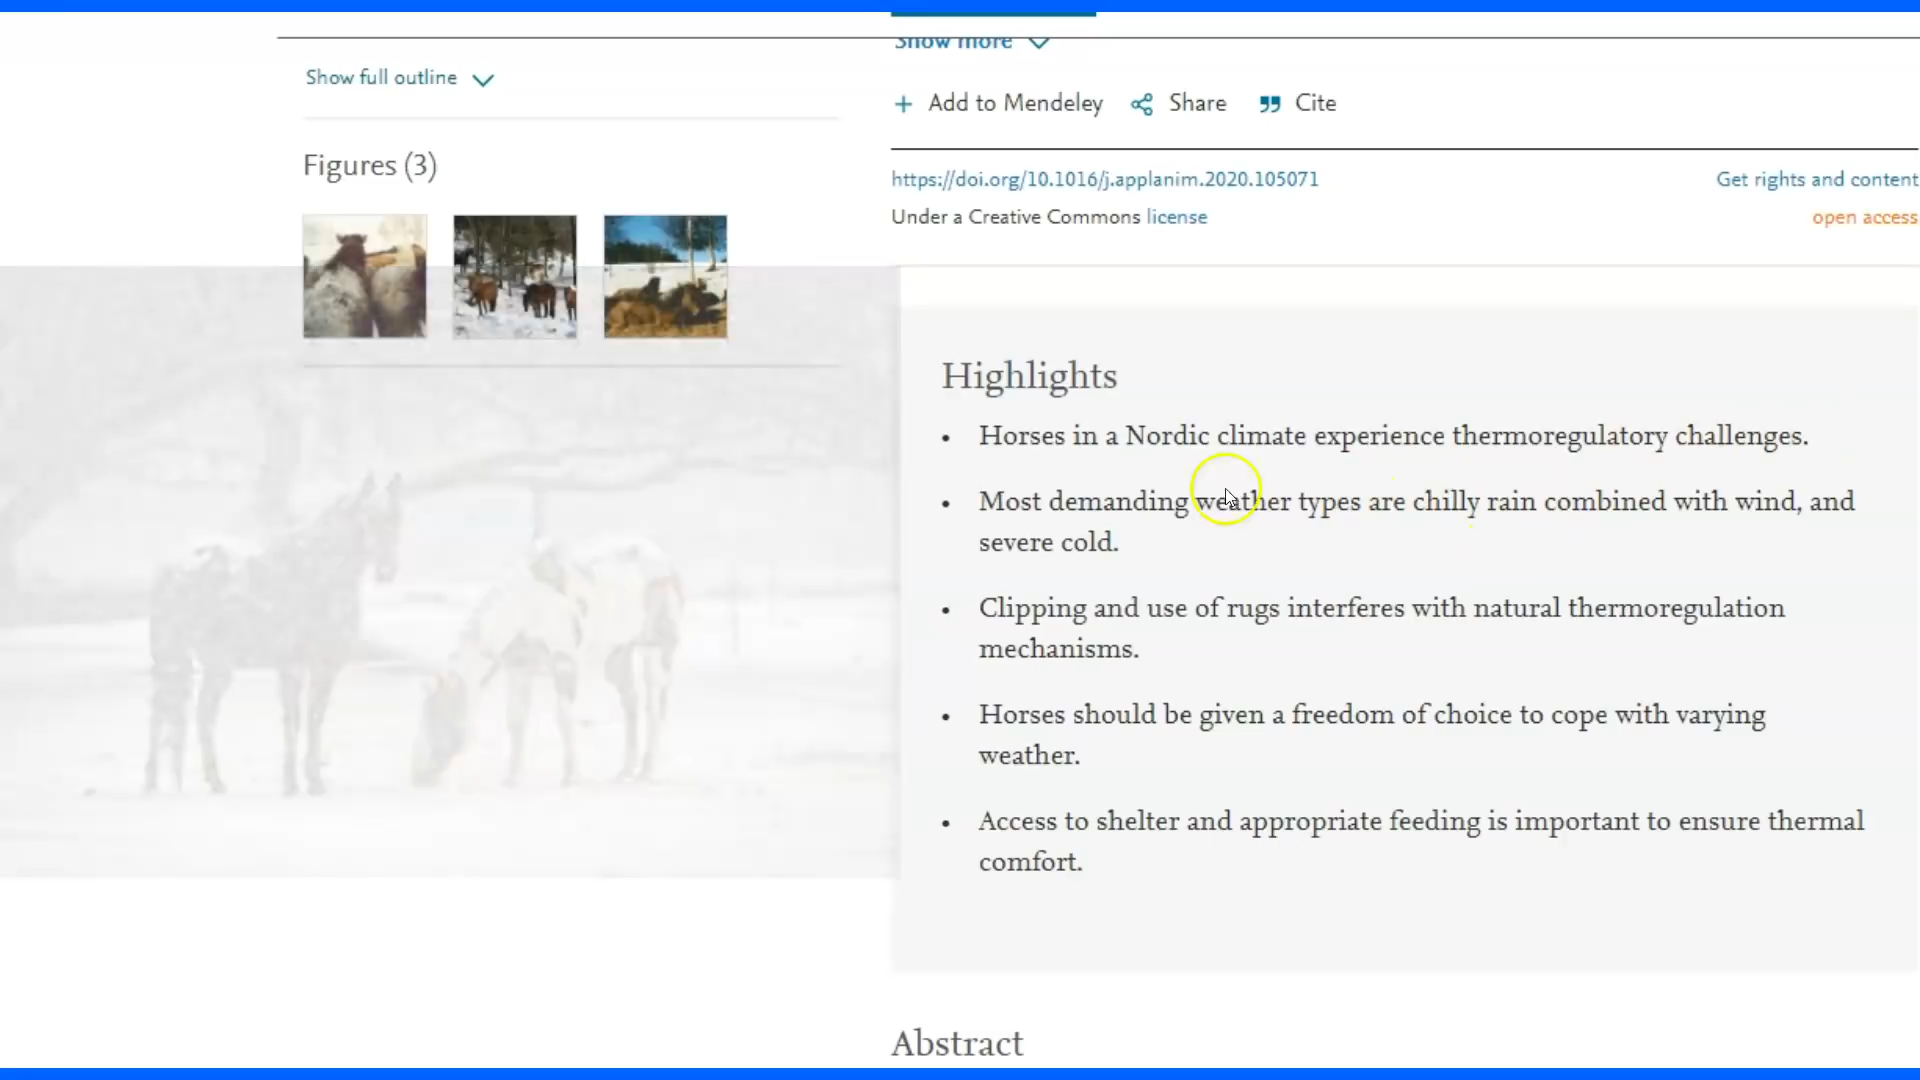 Show more
Show full outline
+ Add to Mendeley Share Cite
Figures (3)
https://doi.org/10.1016/j.applanim.2020.105071 Get rights and content
Under a Creative Commons license open access
Highlights
• Horses in a Nordic climate experience thermoregulatory challenges.
• Most demanding weather types are chilly rain combined with wind, and
severe cold.
• Clipping and use of rugs interferes with natural thermoregulation
mechanisms.
• Horses should be given a freedom of choice to cope with varying
weather.
• Access to shelter and appropriate feeding is important to ensure thermal
comfort.
Abstract